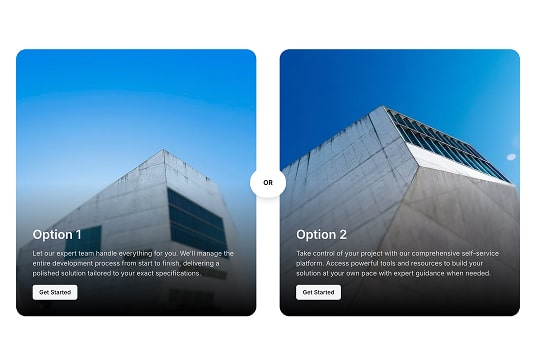 Option 1
Let our expert team handle everything for you. We'll manage the
entire development process from start to finish, delivering a
polished solution tailored to your exact specifications.
Get Started
OR
Option 2
Take control of your project with our comprehensive self-service
platform. Access powerful tools and resources to build your
solution at your own pace with expert guidance when needed.
Get Started